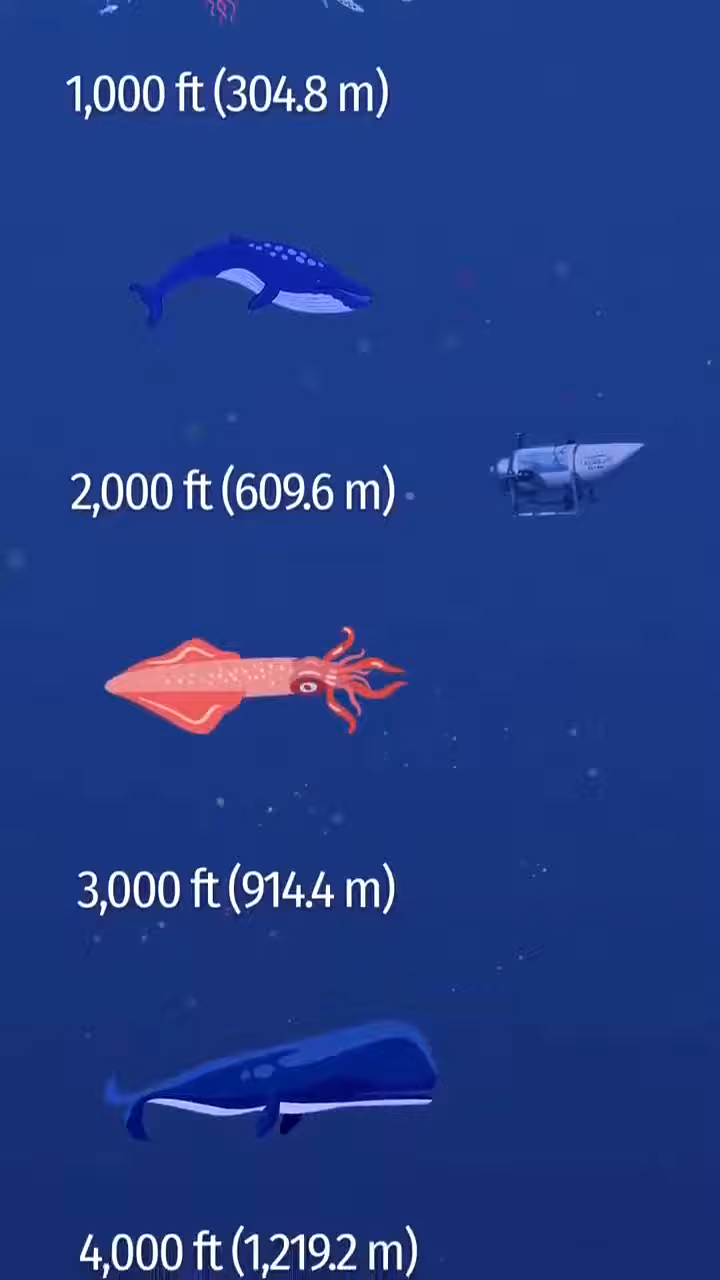 1,000 ft (304.8 m)
2,000 ft (609.6 m)
3,000 ft (914.4 m)
4,000 ft (1,219.2 m)